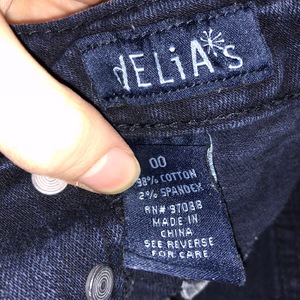 dELiA*s
00
98% COTTON
2% SPANDEX
RN# 97088
MADE IN
CHINA
SEE REVERSE
FOR CARE